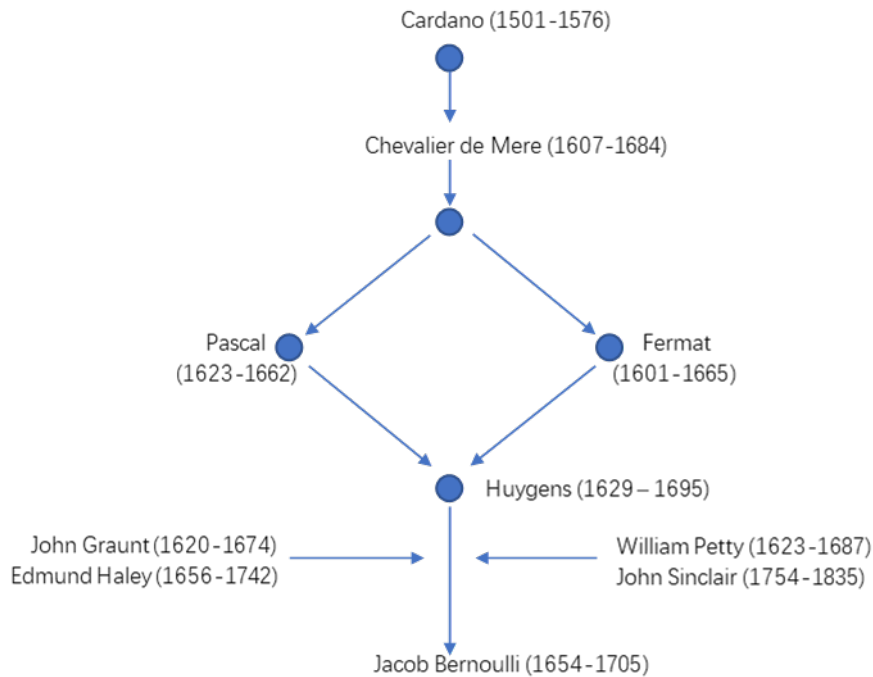 Cardano (1501-1576)
Chevalier de Mere (1607-1684)
Pascal
(1623-1662)
Fermat
(1601-1665)
Huygens (1629 – 1695)
John Graunt (1620-1674)
Edmund Haley (1656-1742)
William Petty (1623-1687)
John Sinclair (1754-1835)
Jacob Bernoulli (1654-1705)